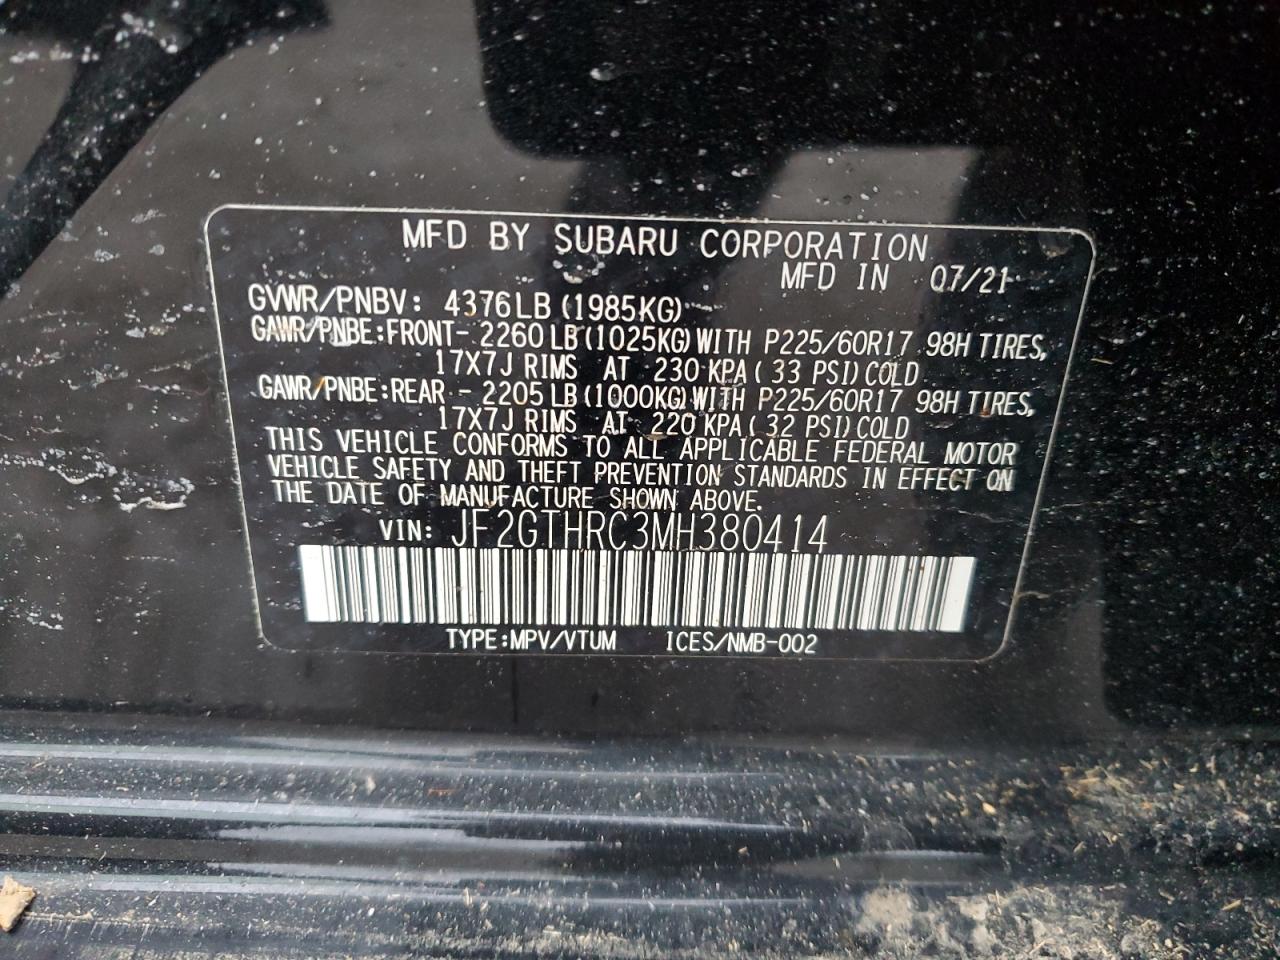 MFD BY SUBARU CORPORATION
MFD IN 07/21
GVWR/PNBV: 4376LB (1985KG)
GAWR/PNBE:FRONT- 2260 LB (1025KG) WITH P225/60R17 98H TIRES,
17X7J RIMS AT 230 KPA ( 33 PSI) COLD
GAWR/PNBE:REAR - 2205 LB (1000KG) WITH P225/60R17 98H TIRES,
17X7J RIMS AT 220 KPA ( 32 PSI) COLD
THIS VEHICLE CONFORMS TO ALL APPLICABLE FEDERAL MOTOR
VEHICLE SAFETY AND THEFT PREVENTION STANDARDS IN EFFECT ON
THE DATE OF MANUFACTURE SHOWN ABOVE.
VIN: JF2GTHRC3MH380414
TYPE:MPV/VTUM ICES/NMB-002